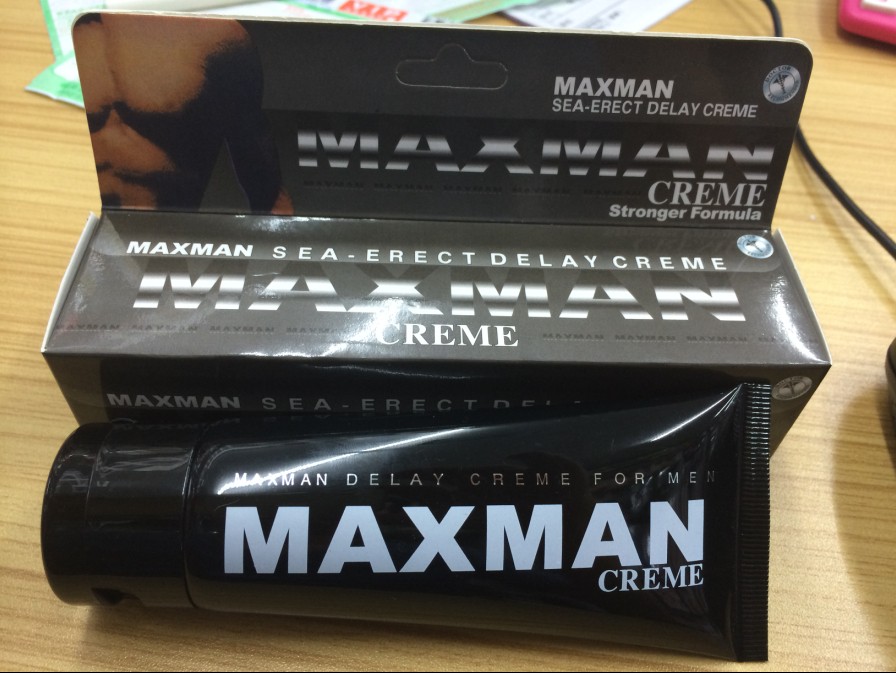 MAXMAN
SEA-ERECT DELAY CREME
MAXMAN
CREME
Stronger Formula
MAXMAN SEA-ERECT DELAY CREME
MAXMAN
CREME
MAXMAN SEA-ERECT
MAXMAN DELAY CREME FOR MEN
MAXMAN
CREME